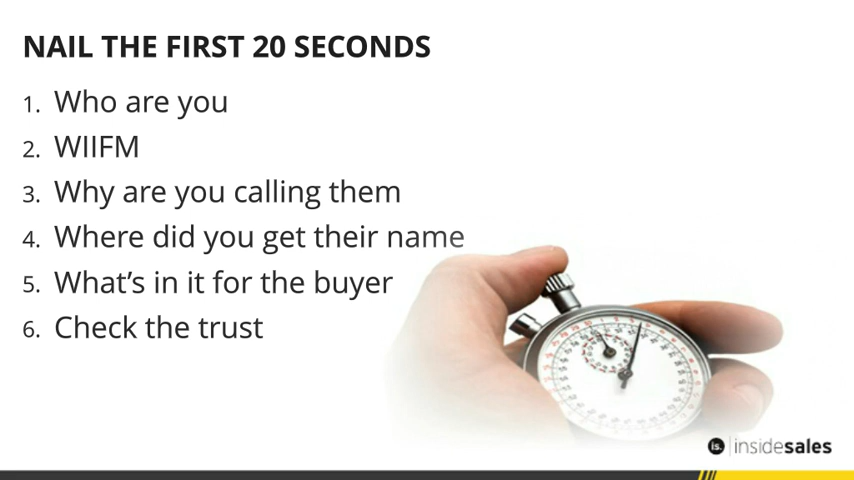 NAIL THE FIRST 20 SECONDS
1. Who are you
2. WIIFM
3. Why are you calling them
4. Where did you get their name
5. What’s in it for the buyer
6. Check the trust
is. insidesales